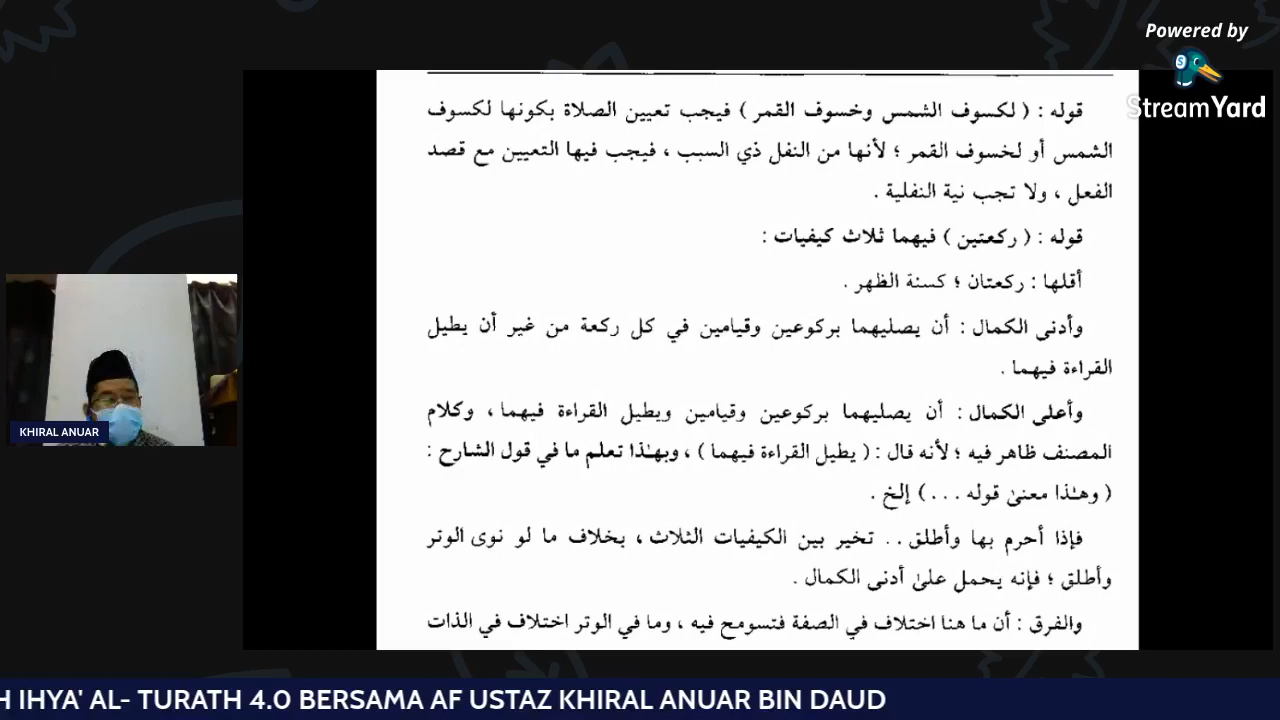 Powered by
StreamYard
قوله : ( لكسوف الشمس وخسوف القمر ) فيجب تعيين الصلاة بكونها لكسوف
الشمس أو لخسوف القمر ؛ لأنها من النفل ذي السبب ، فيجب فيها التعيين مع قصد
الفعل ، ولا تجب نية النفلية .
قوله : ( ركعتين ) فيهما ثلاث كيفيات :
أقلها : ركعتان ؛ كسنة الظهر .
وأدنى الكمال : أن يصليهما بركوعين وقيامين في كل ركعة من غير أن يطيل
القراءة فيهما .
وأعلى الكمال : أن يصليهما بركوعين وقيامين ويطيل القراءة فيهما ، وكلام
المصنف ظاهر فيه ؛ لأنه قال : ( يطيل القراءة فيهما ) ، وبهـٰذا تعلم ما في قول الشارح :
( وهـٰذا معنىٰ قوله . . . ) إلخ .
فإذا أحرم بها وأطلق . . تخير بين الكيفيات الثلاث ، بخلاف ما لو نوى الوتر
وأطلق ؛ فإنه يحمل علىٰ أدنى الكمال .
والفرق : أن ما هنا اختلاف في الصفة فتسومح فيه ، وما في الوتر اختلاف في الذات
KHIRAL ANUAR
H IHYA' AL- TURATH 4.0 BERSAMA AF USTAZ KHIRAL ANUAR BIN DAUD